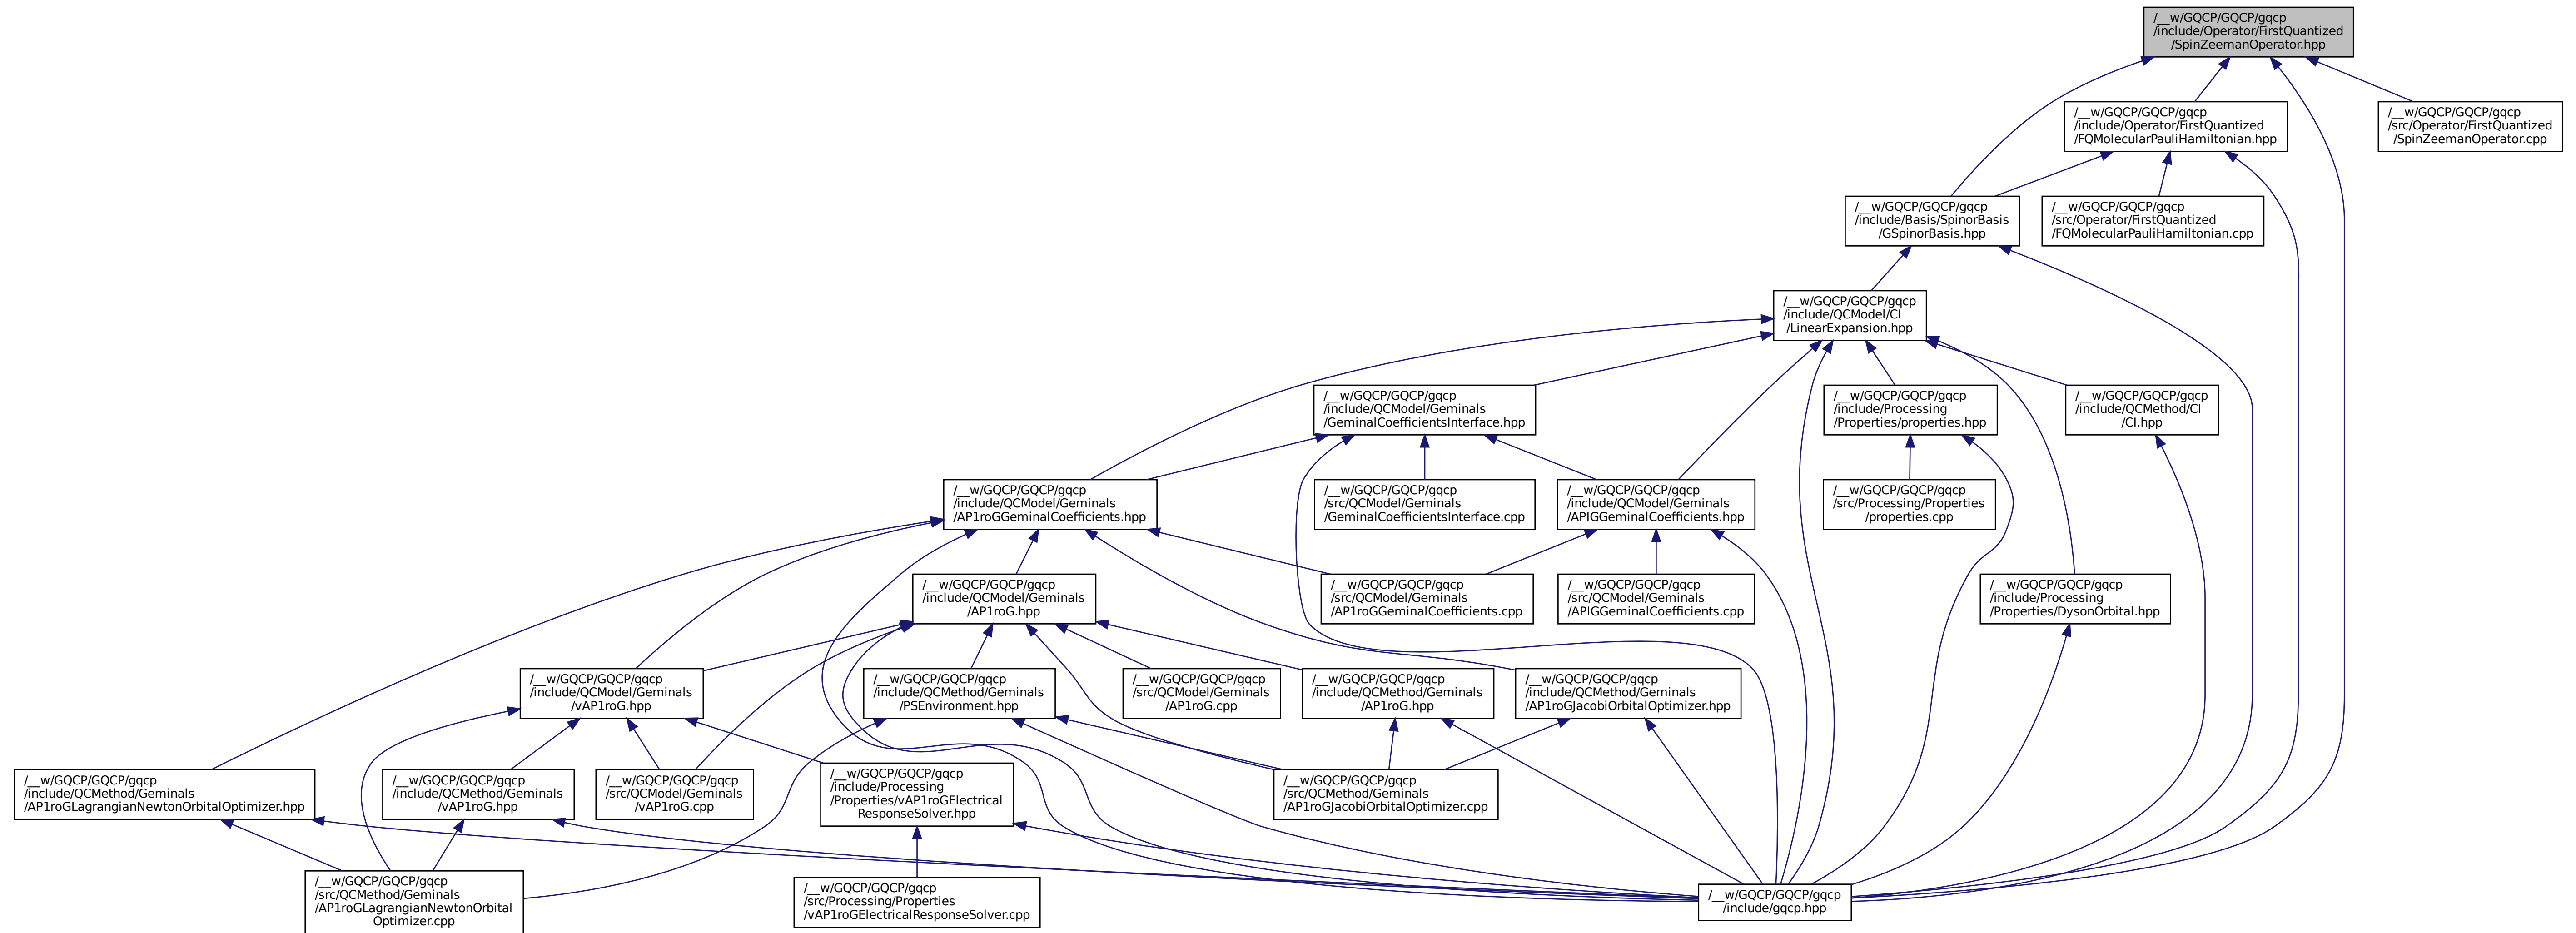 /__w/GQCP/GQCP/gqcp
/include/Operator/FirstQuantized
/SpinZeemanOperator.hpp
/__w/GQCP/GQCP/gqcp
/include/Operator/FirstQuantized
/FQMolecularPauliHamiltonian.hpp
/__w/GQCP/GQCP/gqcp
/src/Operator/FirstQuantized
/SpinZeemanOperator.cpp
/__w/GQCP/GQCP/gqcp
/include/Basis/SpinorBasis
/GSpinorBasis.hpp
/__w/GQCP/GQCP/gqcp
/src/Operator/FirstQuantized
/FQMolecularPauliHamiltonian.cpp
/__w/GQCP/GQCP/gqcp
/include/QCModel/CI
/LinearExpansion.hpp
/__w/GQCP/GQCP/gqcp
/include/QCModel/Geminals
/GeminalCoefficientsInterface.hpp
/__w/GQCP/GQCP/gqcp
/include/Processing
/Properties/properties.hpp
/__w/GQCP/GQCP/gqcp
/include/QCMethod/CI
/CI.hpp
/__w/GQCP/GQCP/gqcp
/include/QCModel/Geminals
/AP1roGGeminalCoefficients.hpp
/__w/GQCP/GQCP/gqcp
/src/QCModel/Geminals
/GeminalCoefficientsInterface.cpp
/__w/GQCP/GQCP/gqcp
/include/QCModel/Geminals
/APIGGeminalCoefficients.hpp
/__w/GQCP/GQCP/gqcp
/src/Processing/Properties
/properties.cpp
/__w/GQCP/GQCP/gqcp
/include/QCModel/Geminals
/AP1roG.hpp
/__w/GQCP/GQCP/gqcp
/src/QCModel/Geminals
/AP1roGGeminalCoefficients.cpp
/__w/GQCP/GQCP/gqcp
/src/QCModel/Geminals
/APIGGeminalCoefficients.cpp
/__w/GQCP/GQCP/gqcp
/include/Processing
/Properties/DysonOrbital.hpp
/__w/GQCP/GQCP/gqcp
/include/QCModel/Geminals
/vAP1roG.hpp
/__w/GQCP/GQCP/gqcp
/include/QCMethod/Geminals
/PSEnvironment.hpp
/__w/GQCP/GQCP/gqcp
/src/QCModel/Geminals
/AP1roG.cpp
/__w/GQCP/GQCP/gqcp
/include/QCMethod/Geminals
/AP1roG.hpp
/__w/GQCP/GQCP/gqcp
/include/QCMethod/Geminals
/AP1roGJacobiOrbitalOptimizer.hpp
/__w/GQCP/GQCP/gqcp
/include/QCMethod/Geminals
/AP1roGLagrangianNewtonOrbitalOptimizer.hpp
/__w/GQCP/GQCP/gqcp
/include/QCMethod/Geminals
/vAP1roG.hpp
/__w/GQCP/GQCP/gqcp
/src/QCModel/Geminals
/vAP1roG.cpp
/__w/GQCP/GQCP/gqcp
/include/Processing
/Properties/vAP1roGElectrical
ResponseSolver.hpp
/__w/GQCP/GQCP/gqcp
/src/QCMethod/Geminals
/AP1roGJacobiOrbitalOptimizer.cpp
/__w/GQCP/GQCP/gqcp
/src/QCMethod/Geminals
/AP1roGLagrangianNewtonOrbital
Optimizer.cpp
/__w/GQCP/GQCP/gqcp
/src/Processing/Properties
/vAP1roGElectricalResponseSolver.cpp
/__w/GQCP/GQCP/gqcp
/include/gqcp.hpp